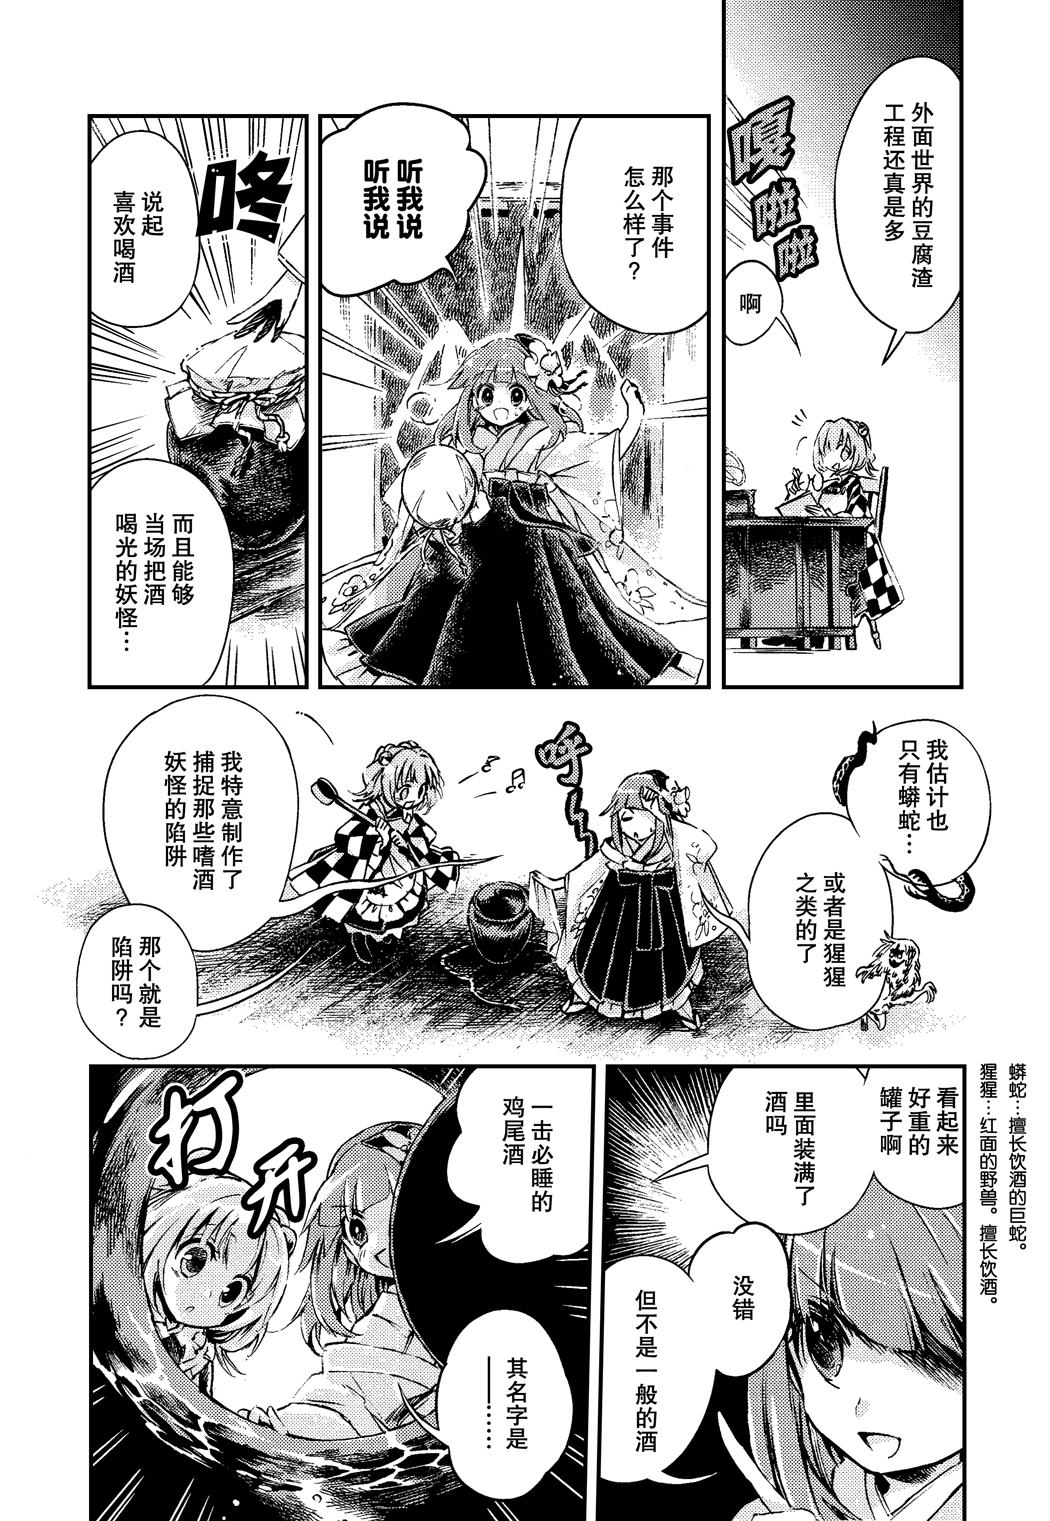 外面世界的豆腐渣
工程还真是多
嘎
啦
啦
啊
那个事件
怎么样了？
听我说
听我说
咚
说起
喜欢喝酒
而且能够
当场把酒
喝光的妖怪…
我估计也
只有蟒蛇…
或者是猩猩
之类的了
呼
我特意制作了
捕捉那些嗜酒
妖怪的陷阱
那个就是
陷阱吗？
蟒蛇…擅长饮酒的巨蛇。
猩猩…红面的野兽。擅长饮酒。
看起来
好重的
罐子啊
里面装满了
酒吗
没错
但不是一般的酒
一击必睡的
鸡尾酒
其名字是
——……
打开